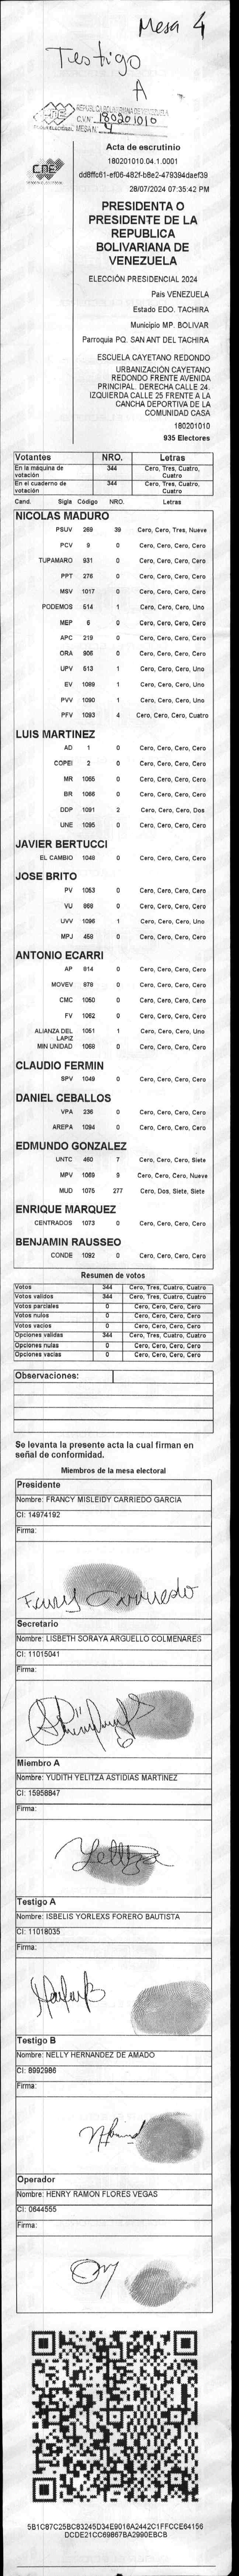 Mesa 4
Testigo
A
REPUBLICA BOLIVARIANA DE VENEZUELA
C.V.Nº 180201010
MESA N. 4
CNE
Acta de escrutinio
180201010.04.1.0001
dd8ffc61-ef06-482f-b8e2-479394daef39
28/07/2024 07:35:42 PM
PRESIDENTA O
PRESIDENTE DE LA
REPUBLICA
BOLIVARIANA DE
VENEZUELA
ELECCIÓN PRESIDENCIAL 2024
Pais VENEZUELA
Estado EDO. TACHIRA
Municipio MP. BOLIVAR
Parroquia PQ. SAN ANT DEL TACHIRA
ESCUELA CAYETANO REDONDO
URBANIZACIÓN CAYETANO
REDONDO FRENTE AVENIDA
PRINCIPAL. DERECHA CALLE 24.
IZQUIERDA CALLE 25 FRENTE A LA
CANCHA DEPORTIVA DE LA
COMUNIDAD CASA
180201010
935 Electores
Votantes NRO. Letras
En la máquina de votación 344 Cero, Tres, Cuatro, Cuatro
En el cuaderno de votación 344 Cero, Tres, Cuatro, Cuatro
Cand. Sigla Código NRO. Letras
NICOLAS MADURO
PSUV 269 39 Cero, Cero, Tres, Nueve
PCV 9 0 Cero, Cero, Cero, Cero
TUPAMARO 931 0 Cero, Cero, Cero, Cero
PPT 276 0 Cero, Cero, Cero, Cero
MSV 1017 0 Cero, Cero, Cero, Cero
PODEMOS 514 1 Cero, Cero, Cero, Uno
MEP 6 0 Cero, Cero, Cero, Cero
APC 219 0 Cero, Cero, Cero, Cero
ORA 906 0 Cero, Cero, Cero, Cero
UPV 613 1 Cero, Cero, Cero, Uno
EV 1089 1 Cero, Cero, Cero, Uno
PVV 1090 1 Cero, Cero, Cero, Uno
PFV 1093 4 Cero, Cero, Cero, Cuatro
LUIS MARTINEZ
AD 1 0 Cero, Cero, Cero, Cero
COPEI 2 0 Cero, Cero, Cero, Cero
MR 1065 0 Cero, Cero, Cero, Cero
BR 1066 0 Cero, Cero, Cero, Cero
DDP 1091 2 Cero, Cero, Cero, Dos
UNE 1095 0 Cero, Cero, Cero, Cero
JAVIER BERTUCCI
EL CAMBIO 1048 0 Cero, Cero, Cero, Cero
JOSE BRITO
PV 1053 0 Cero, Cero, Cero, Cero
VU 868 0 Cero, Cero, Cero, Cero
UVV 1096 1 Cero, Cero, Cero, Uno
MPJ 458 0 Cero, Cero, Cero, Cero
ANTONIO ECARRI
AP 814 0 Cero, Cero, Cero, Cero
MOVEV 878 0 Cero, Cero, Cero, Cero
CMC 1050 0 Cero, Cero, Cero, Cero
FV 1062 0 Cero, Cero, Cero, Cero
ALIANZA DEL LAPIZ 1051 1 Cero, Cero, Cero, Uno
MIN UNIDAD 1068 0 Cero, Cero, Cero, Cero
CLAUDIO FERMIN
SPV 1049 0 Cero, Cero, Cero, Cero
DANIEL CEBALLOS
VPA 236 0 Cero, Cero, Cero, Cero
AREPA 1094 0 Cero, Cero, Cero, Cero
EDMUNDO GONZALEZ
UNTC 460 7 Cero, Cero, Cero, Siete
MPV 1069 9 Cero, Cero, Cero, Nueve
MUD 1075 277 Cero, Dos, Siete, Siete
ENRIQUE MARQUEZ
CENTRADOS 1073 0 Cero, Cero, Cero, Cero
BENJAMIN RAUSSEO
CONDE 1092 0 Cero, Cero, Cero, Cero
Resumen de votos
Votos 344 Cero, Tres, Cuatro, Cuatro
Votos validos 344 Cero, Tres, Cuatro, Cuatro
Votos parciales 0 Cero, Cero, Cero, Cero
Votos nulos 0 Cero, Cero, Cero, Cero
Votos vacios 0 Cero, Cero, Cero, Cero
Opciones validas 344 Cero, Tres, Cuatro, Cuatro
Opciones nulas 0 Cero, Cero, Cero, Cero
Opciones vacias 0 Cero, Cero, Cero, Cero
Observaciones:
Se levanta la presente acta la cual firman en
señal de conformidad.
Miembros de la mesa electoral
Presidente
Nombre: FRANCY MISLEIDY CARRIEDO GARCIA
CI: 14974192
Firma:
Secretario
Nombre: LISBETH SORAYA ARGUELLO COLMENARES
CI: 11015041
Firma:
Miembro A
Nombre: YUDITH YELITZA ASTIDIAS MARTINEZ
CI: 15958847
Firma:
Testigo A
Nombre: ISBELIS YORLEXS FORERO BAUTISTA
CI: 11018035
Firma:
Testigo B
Nombre: NELLY HERNANDEZ DE AMADO
CI: 8992986
Firma:
Operador
Nombre: HENRY RAMON FLORES VEGAS
CI: 0644555
Firma:
5B1C87C25BC83245D34E9016A2442C1FFCCE64156
DCDE21CC69867BA2990EBCB